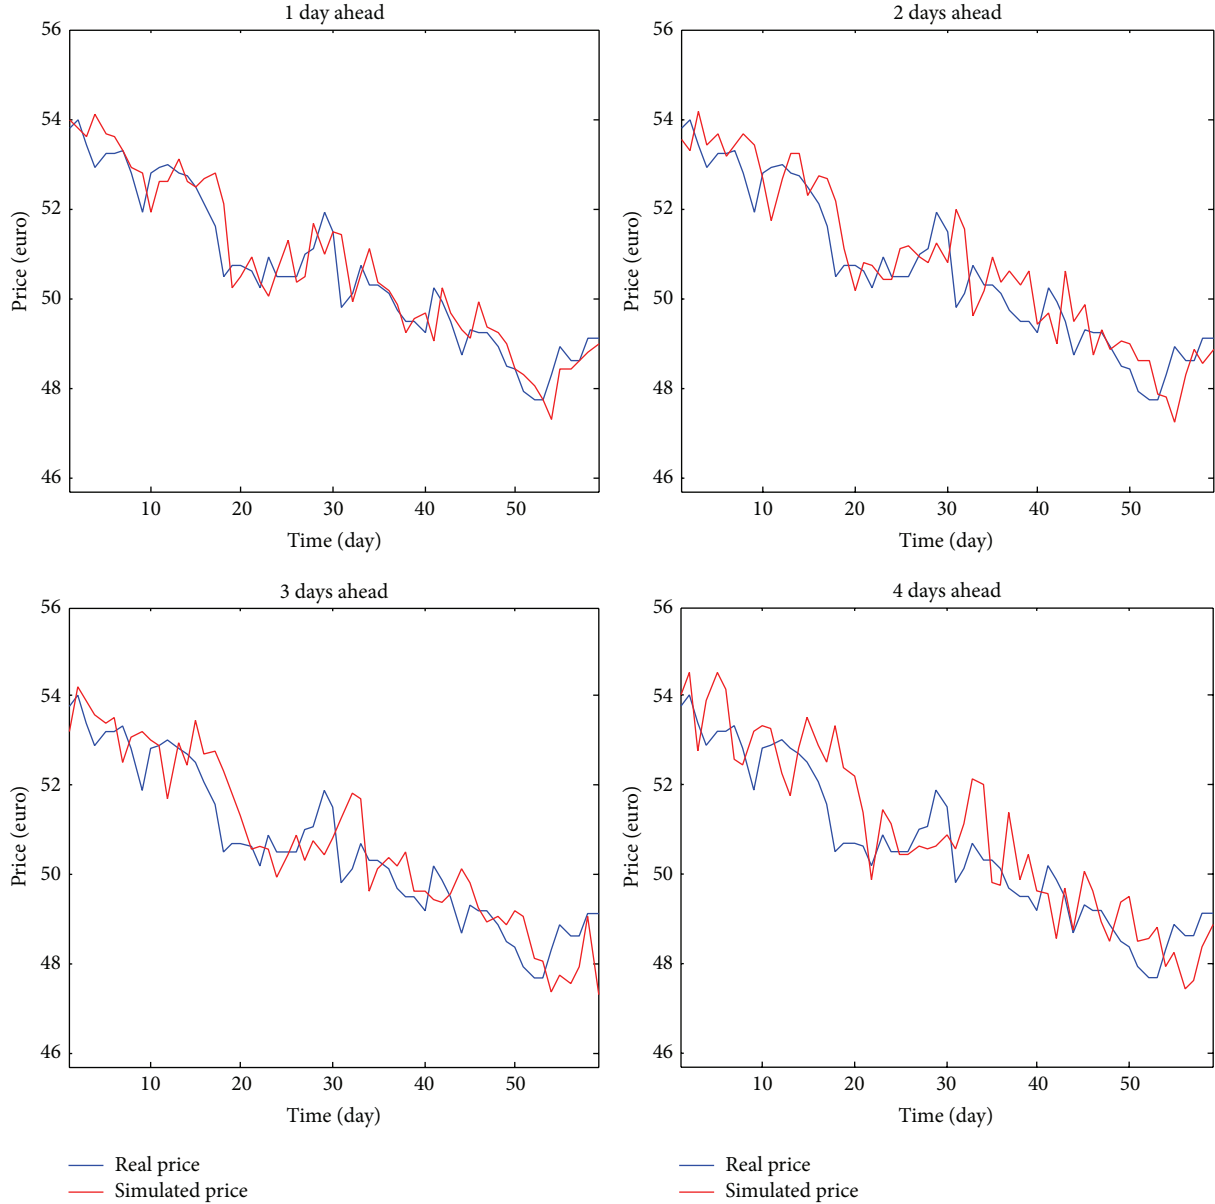 1 day ahead
56
54
52
50
48
46
10 20 30 40 50
Price (euro)
Time (day)
2 days ahead
56
54
52
50
48
46
10 20 30 40 50
Price (euro)
Time (day)
3 days ahead
56
54
52
50
48
46
10 20 30 40 50
Price (euro)
Time (day)
Real price
Simulated price
4 days ahead
56
54
52
50
48
46
10 20 30 40 50
Price (euro)
Time (day)
Real price
Simulated price